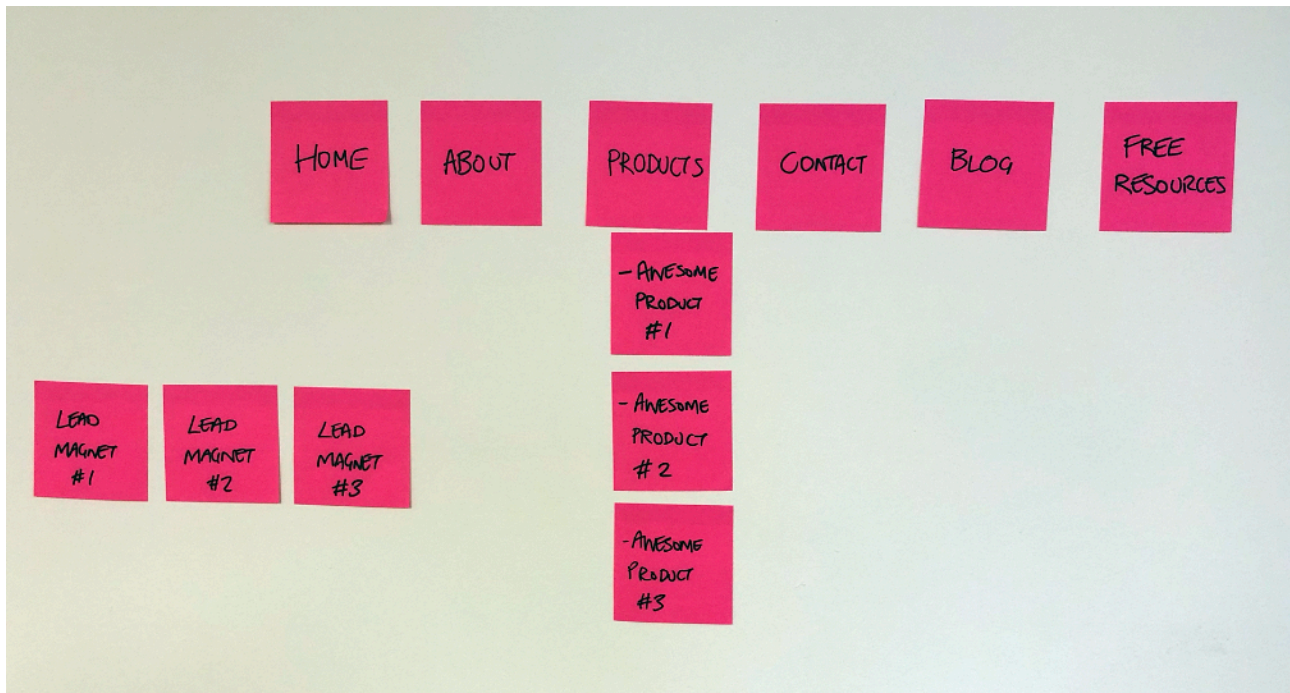 HOME
ABOUT
PRODUCTS
CONTACT
BLOG
FREE
RESOURCES
- AWESOME
PRODUCT
#1
- AWESOME
PRODUCT
#2
- AWESOME
PRODUCT
#3
LEAD
MAGNET
#1
LEAD
MAGNET
#2
LEAD
MAGNET
#3